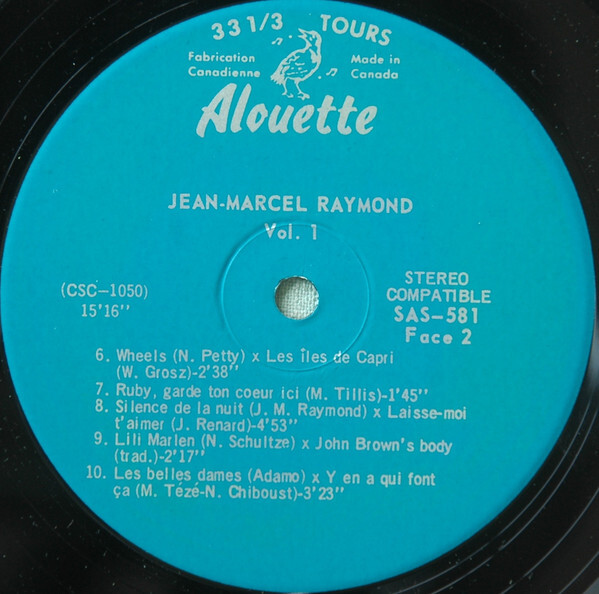 33 1/3 TOURS
Fabrication Canadienne
Made in Canada
Alouette
JEAN-MARCEL RAYMOND
Vol. 1
(CSC-1050)
15'16''
STEREO
COMPATIBLE
SAS-581
Face 2
6. Wheels (N. Petty) x Les îles de Capri
(W. Grosz)-2'38''
7. Ruby, garde ton coeur ici (M. Tillis)-1'45''
8. Silence de la nuit (J. M. Raymond) x Laisse-moi
t'aimer (J. Renard)-4'53''
9. Lili Marlen (N. Schultze) x John Brown's body
(trad.)-2'17''
10. Les belles dames (Adamo) x Y en a qui font
ça (M. Tézé-N. Chiboust)-3'23''